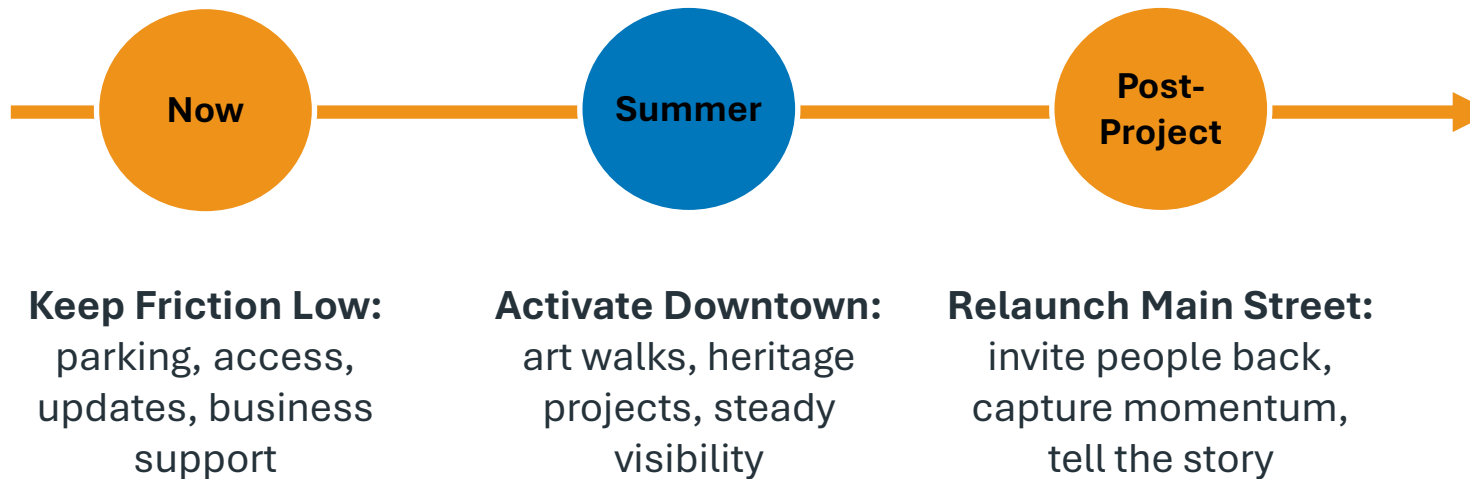 Now
Summer
Post-
Project
Keep Friction Low:
parking, access,
updates, business
support
Activate Downtown:
art walks, heritage
projects, steady
visibility
Relaunch Main Street:
invite people back,
capture momentum,
tell the story